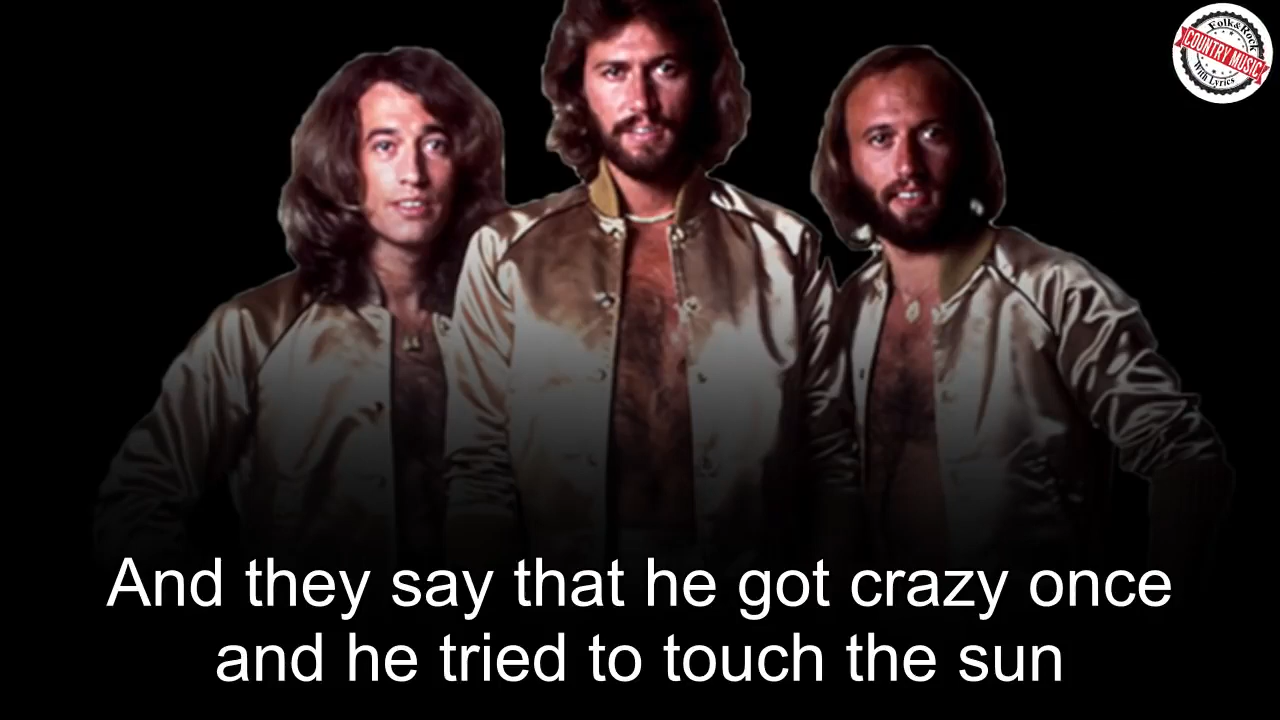 Folk&Rock
COUNTRY MUSIC
With Lyrics
And they say that he got crazy once
and he tried to touch the sun